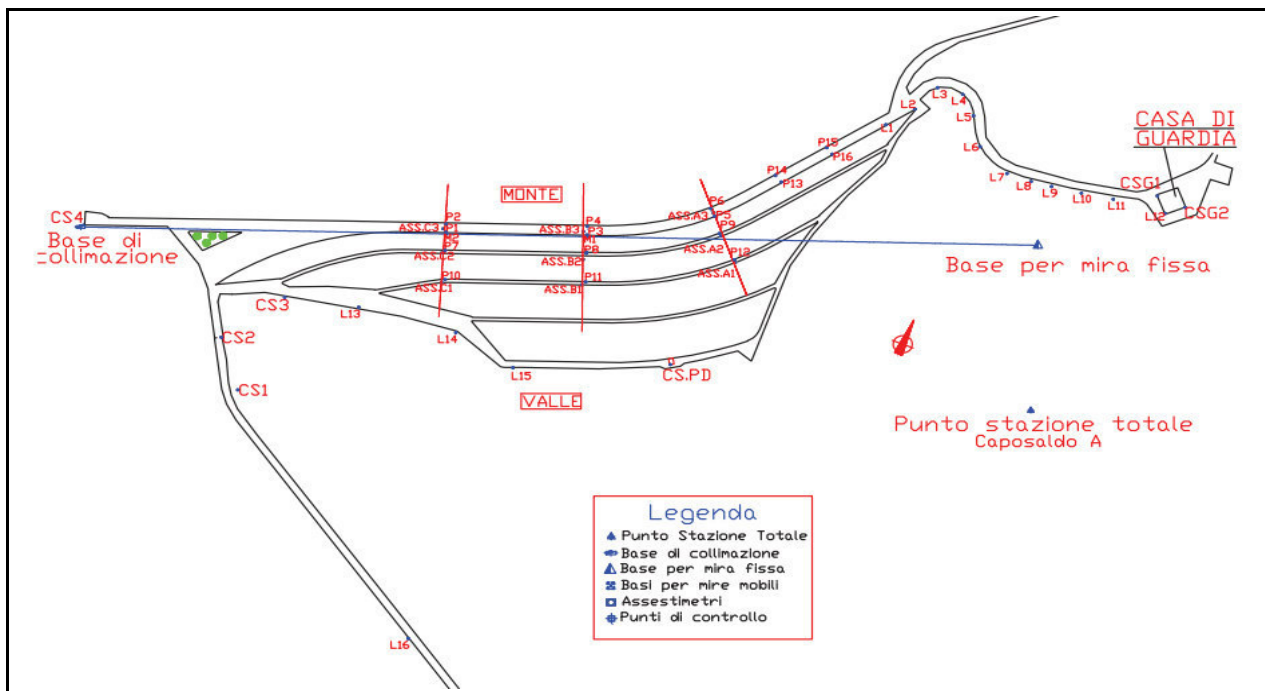 L3
L4
L2
L5
L1
CASA DI
GUARDIA
P15
P16
L6
L7
L8
L9
L10
L11
CSG1
L12
CSG2
P14
P13
MONTE
CS4
Base di
collimazione
P2
ASS.C3
P1
P7
ASS.C2
P4
ASS.B3
P3
M1
P8
ASS.B2
P6
ASS.A3
P5
P9
ASS.A2
P12
ASS.A1
Base per mira fissa
P10
ASS.C1
P11
ASS.B1
CS3
L13
CS2
L14
L15
CS.PD
CS1
VALLE
Punto stazione totale
Caposaldo A
Legenda
Punto Stazione Totale
Base di collimazione
Base per mira fissa
Basi per mire mobili
Assestimetri
Punti di controllo
L16